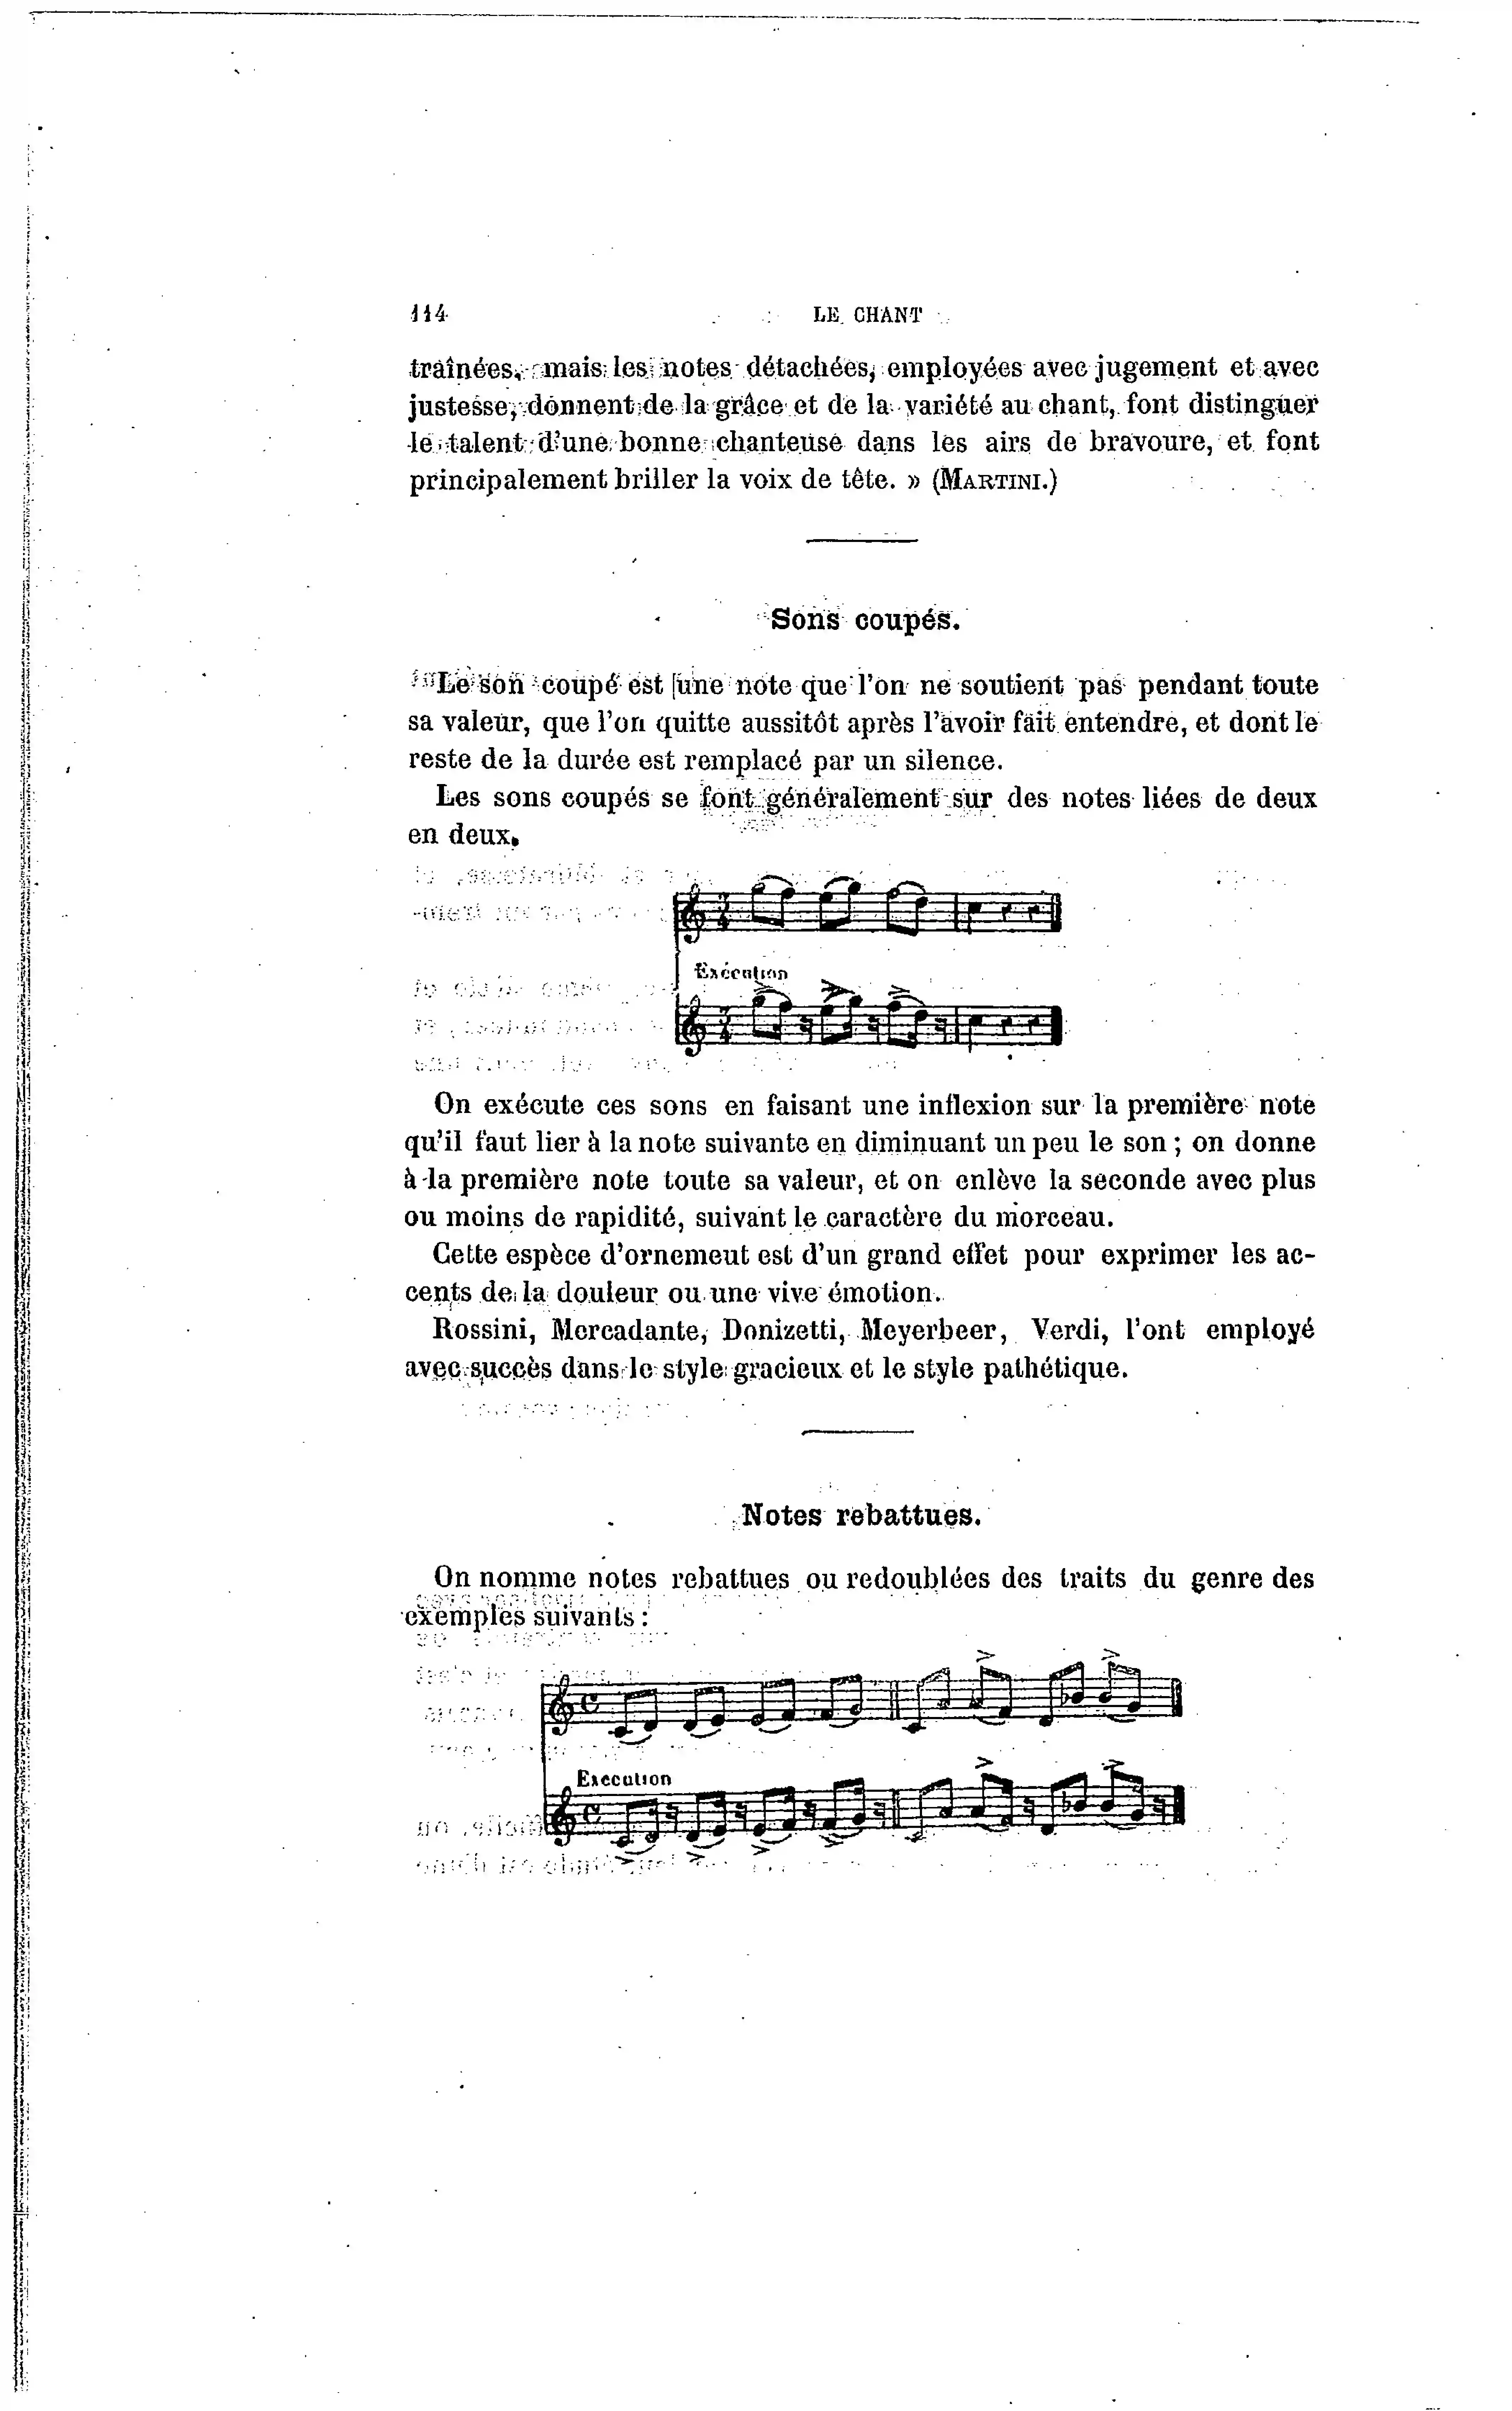 114 LE CHANT
traînées, mais les notes détachées, employées avec jugement et avec
justesse, donnent de la grâce et de la variété au chant, font distinguer
le talent d'une bonne chanteuse dans les airs de bravoure, et font
principalement briller la voix de tête. » (MARTINI.)
Sons coupés.
Le son coupé est une note que l'on ne soutient pas pendant toute
sa valeur, que l'on quitte aussitôt après l'avoir fait entendre, et dont le
reste de la durée est remplacé par un silence.
Les sons coupés se font généralement sur des notes liées de deux
en deux.
Exécution
On exécute ces sons en faisant une inflexion sur la première note
qu'il faut lier à la note suivante en diminuant un peu le son ; on donne
à la première note toute sa valeur, et on enlève la seconde avec plus
ou moins de rapidité, suivant le caractère du morceau.
Cette espèce d'ornement est d'un grand effet pour exprimer les ac-
cents de la douleur ou une vive émotion.
Rossini, Mercadante, Donizetti, Meyerbeer, Verdi, l'ont employé
avec succès dans le style gracieux et le style pathétique.
Notes rebattues.
On nomme notes rebattues ou redoublées des traits du genre des
exemples suivants :
Execution